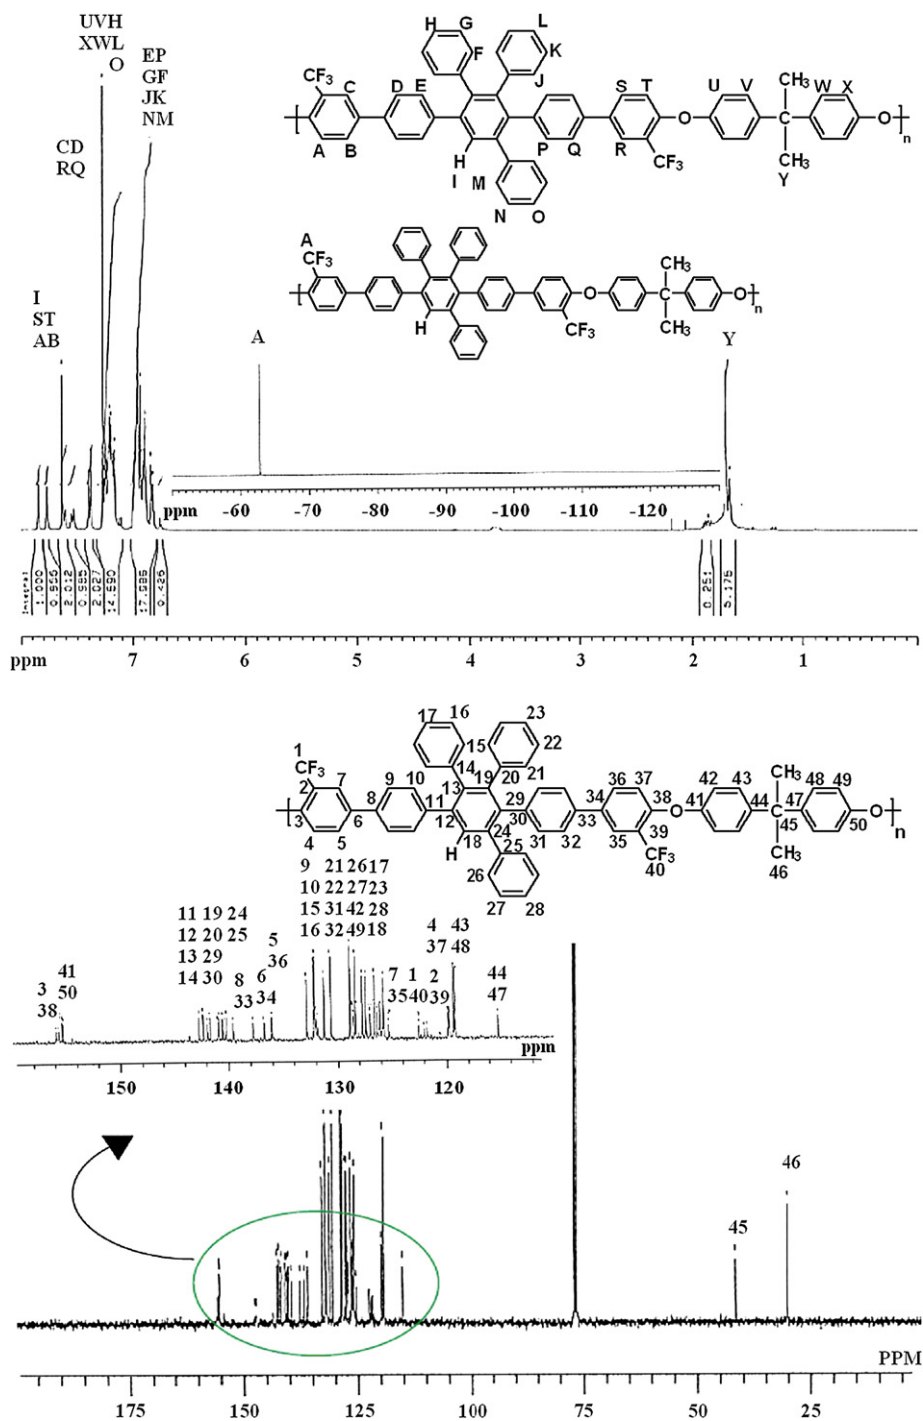 UVH
XWL
O
EP
GF
JK
NM
CD
RQ
I
ST
AB
H G L
F K
CF3 C D E J S T U V CH3 W X
O C O n
A B H P Q R CF3 CH3
I M Y
N O
A
CF3 CH3
O C O n
H CF3 CH3
A
Y
ppm -60 -70 -80 -90 -100 -110 -120
Integral
1.000
0.955
2.012
0.985
2.027
14.590
17.986
0.426
0.251
5.175
ppm 7 6 5 4 3 2 1
17 16 23
15 22
1 CF3 14 19 20 21
2 7 9 10 13 29 34 36 37 42 43 CH3 48 49
3 6 8 11 12 30 33 38 O 41 44 47 C O n
4 5 18 24 31 32 35 39 45 50
H 25 CF3 CH3
26 40 46
27 28
9 21 26 17
10 22 27 23
11 19 24 15 31 42 28 4 43
12 20 25 5 16 32 49 18 37 48
13 29 36
3 41 14 30 8 6 7 1 2 44
38 50 33 34 35 40 39 47
ppm
150 140 130 120
46
45
PPM
175 150 125 100 75 50 25